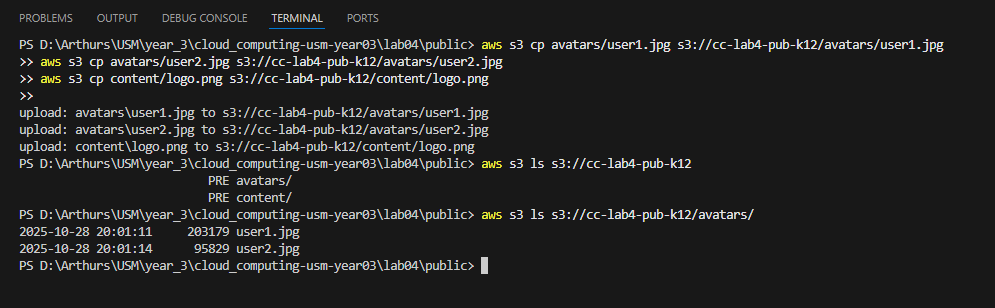 PROBLEMS OUTPUT DEBUG CONSOLE TERMINAL PORTS
PS D:\Arthurs\USM\year_3\cloud_computing-usm-year03\lab04\public> aws s3 cp avatars/user1.jpg s3://cc-lab4-pub-k12/avatars/user1.jpg
>> aws s3 cp avatars/user2.jpg s3://cc-lab4-pub-k12/avatars/user2.jpg
>> aws s3 cp content/logo.png s3://cc-lab4-pub-k12/content/logo.png
>>
upload: avatars\user1.jpg to s3://cc-lab4-pub-k12/avatars/user1.jpg
upload: avatars\user2.jpg to s3://cc-lab4-pub-k12/avatars/user2.jpg
upload: content\logo.png to s3://cc-lab4-pub-k12/content/logo.png
PS D:\Arthurs\USM\year_3\cloud_computing-usm-year03\lab04\public> aws s3 ls s3://cc-lab4-pub-k12
PRE avatars/
PRE content/
PS D:\Arthurs\USM\year_3\cloud_computing-usm-year03\lab04\public> aws s3 ls s3://cc-lab4-pub-k12/avatars/
2025-10-28 20:01:11 203179 user1.jpg
2025-10-28 20:01:14 95829 user2.jpg
PS D:\Arthurs\USM\year_3\cloud_computing-usm-year03\lab04\public>